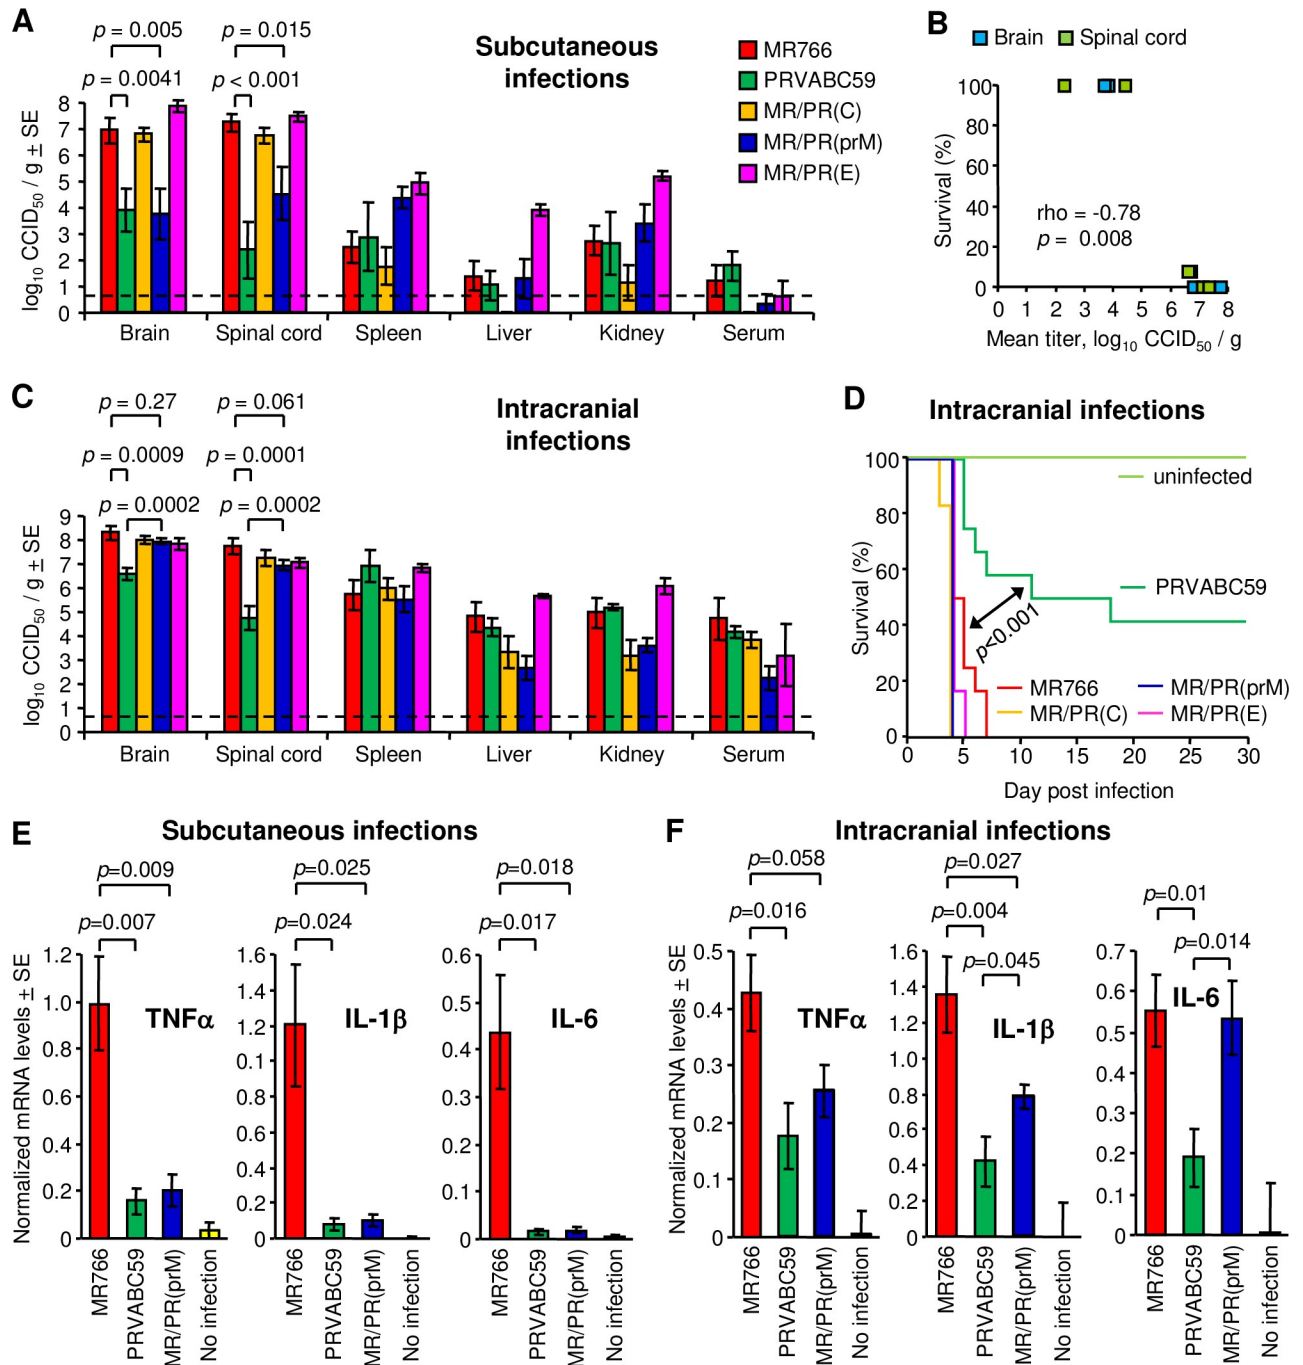 A
p = 0.005
p = 0.015
p = 0.0041
p < 0.001
Subcutaneous
infections
MR766
PRVABC59
MR/PR(C)
MR/PR(prM)
MR/PR(E)
log10 CCID50 / g ± SE
8
7
6
5
4
3
2
1
0
Brain
Spinal cord
Spleen
Liver
Kidney
Serum
B
Brain
Spinal cord
Survival (%)
100
80
60
40
20
0
rho = -0.78
p = 0.008
0 1 2 3 4 5 6 7 8
Mean titer, log10 CCID50 / g
C
p = 0.27
p = 0.061
p = 0.0009
p = 0.0001
p = 0.0002
p = 0.0002
Intracranial
infections
log10 CCID50 / g ± SE
9
8
7
6
5
4
3
2
1
0
Brain
Spinal cord
Spleen
Liver
Kidney
Serum
D
Intracranial infections
Survival (%)
100
80
60
40
20
0
uninfected
PRVABC59
p<0.001
MR766
MR/PR(prM)
MR/PR(C)
MR/PR(E)
0 5 10 15 20 25 30
Day post infection
E
Subcutaneous infections
Normalized mRNA levels ± SE
p=0.009
p=0.007
1.2
1.0
0.8
0.6
0.4
0.2
0
TNFα
MR766
PRVABC59
MR/PR(prM)
No infection
p=0.025
p=0.024
1.6
1.4
1.2
0.1
0.8
0.6
0.4
0.2
0
IL-1β
MR766
PRVABC59
MR/PR(prM)
No infection
p=0.018
p=0.017
0.6
0.5
0.4
0.3
0.2
0.1
0
IL-6
MR766
PRVABC59
MR/PR(prM)
No infection
F
Intracranial infections
Normalized mRNA levels ± SE
p=0.058
p=0.016
0.5
0.4
0.3
0.2
0.1
0
TNFα
MR766
PRVABC59
MR/PR(prM)
No infection
p=0.027
p=0.004
p=0.045
1.6
1.4
1.2
1.0
0.8
0.6
0.4
0.2
0
IL-1β
MR766
PRVABC59
MR/PR(prM)
No infection
p=0.01
p=0.014
0.7
0.6
0.5
0.4
0.3
0.2
0.1
0
IL-6
MR766
PRVABC59
MR/PR(prM)
No infection